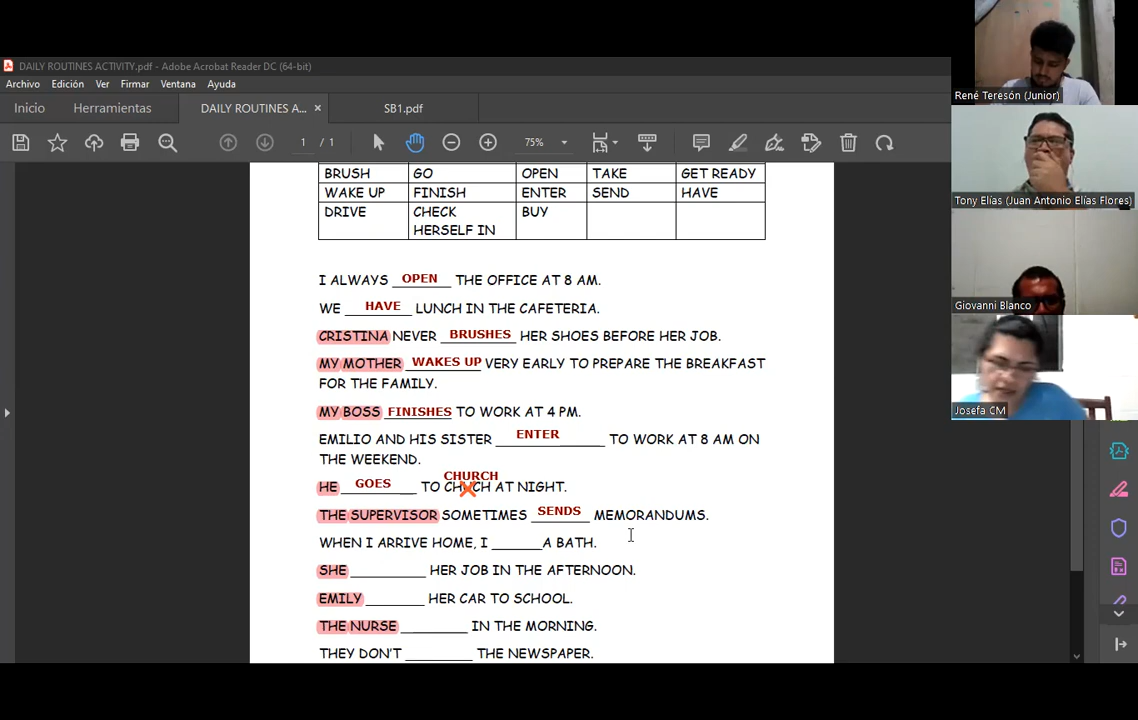 DAILY ROUTINES ACTIVITY.pdf - Adobe Acrobat Reader DC (64-bit)
Archivo Edición Ver Firmar Ventana Ayuda
Inicio Herramientas DAILY ROUTINES A... × SB1.pdf
1 / 1 75%
BRUSH GO OPEN TAKE GET READY
WAKE UP FINISH ENTER SEND HAVE
DRIVE CHECK HERSELF IN BUY
I ALWAYS OPEN THE OFFICE AT 8 AM.
WE HAVE LUNCH IN THE CAFETERIA.
CRISTINA NEVER BRUSHES HER SHOES BEFORE HER JOB.
MY MOTHER WAKES UP VERY EARLY TO PREPARE THE BREAKFAST
FOR THE FAMILY.
MY BOSS FINISHES TO WORK AT 4 PM.
EMILIO AND HIS SISTER ENTER TO WORK AT 8 AM ON
THE WEEKEND.
CHURCH
HE GOES TO CHURCH AT NIGHT.
THE SUPERVISOR SOMETIMES SENDS MEMORANDUMS.
WHEN I ARRIVE HOME, I ______A BATH.
SHE _________ HER JOB IN THE AFTERNOON.
EMILY _______ HER CAR TO SCHOOL.
THE NURSE ________ IN THE MORNING.
THEY DON'T ________ THE NEWSPAPER.
René Teresón (Junior)
Tony Elías (Juan Antonio Elías Flores)
Giovanni Blanco
Josefa CM